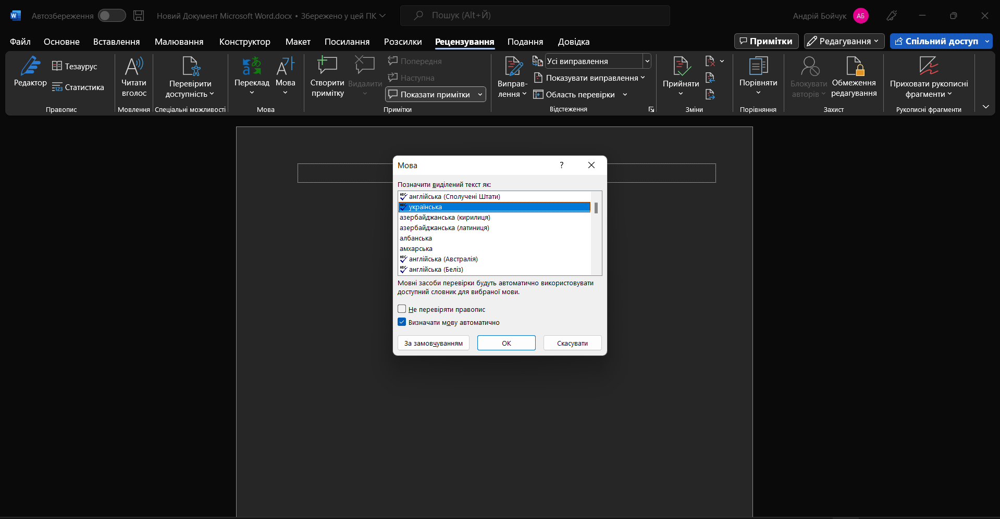 Автозбереження
Новий Документ Microsoft Word.docx • Збережено у цей ПК
Пошук (Alt+Й)
Андрій Бойчук
АБ
Файл
Основне
Вставлення
Малювання
Конструктор
Макет
Посилання
Розсилки
Рецензування
Подання
Довідка
Примітки
Редагування
Спільний доступ
Редактор
Тезаурус
Статистика
Правопис
Читати
вголос
Мовлення
Перевірити
доступність
Спеціальні можливості
Переклад
Мова
Мова
Створити
примітку
Видалити
Попередня
Наступна
Показати примітки
Примітки
Виправ-
лення
Усі виправлення
Показувати виправлення
Область перевірки
Відстеження
Прийняти
Зміни
Порівняти
Порівняння
Блокувати
авторів
Обмеження
редагування
Захист
Приховати рукописні
фрагменти
Рукописні фрагменти
Мова
?
Позначити виділений текст як:
англійська (Сполучені Штати)
українська
азербайджанська (кирилиця)
азербайджанська (латиниця)
албанська
амхарська
англійська (Австралія)
англійська (Беліз)
Мовні засоби перевірки будуть автоматично використовувати
доступний словник для вибраної мови.
Не перевіряти правопис
Визначати мову автоматично
За замовчуванням
ОК
Скасувати